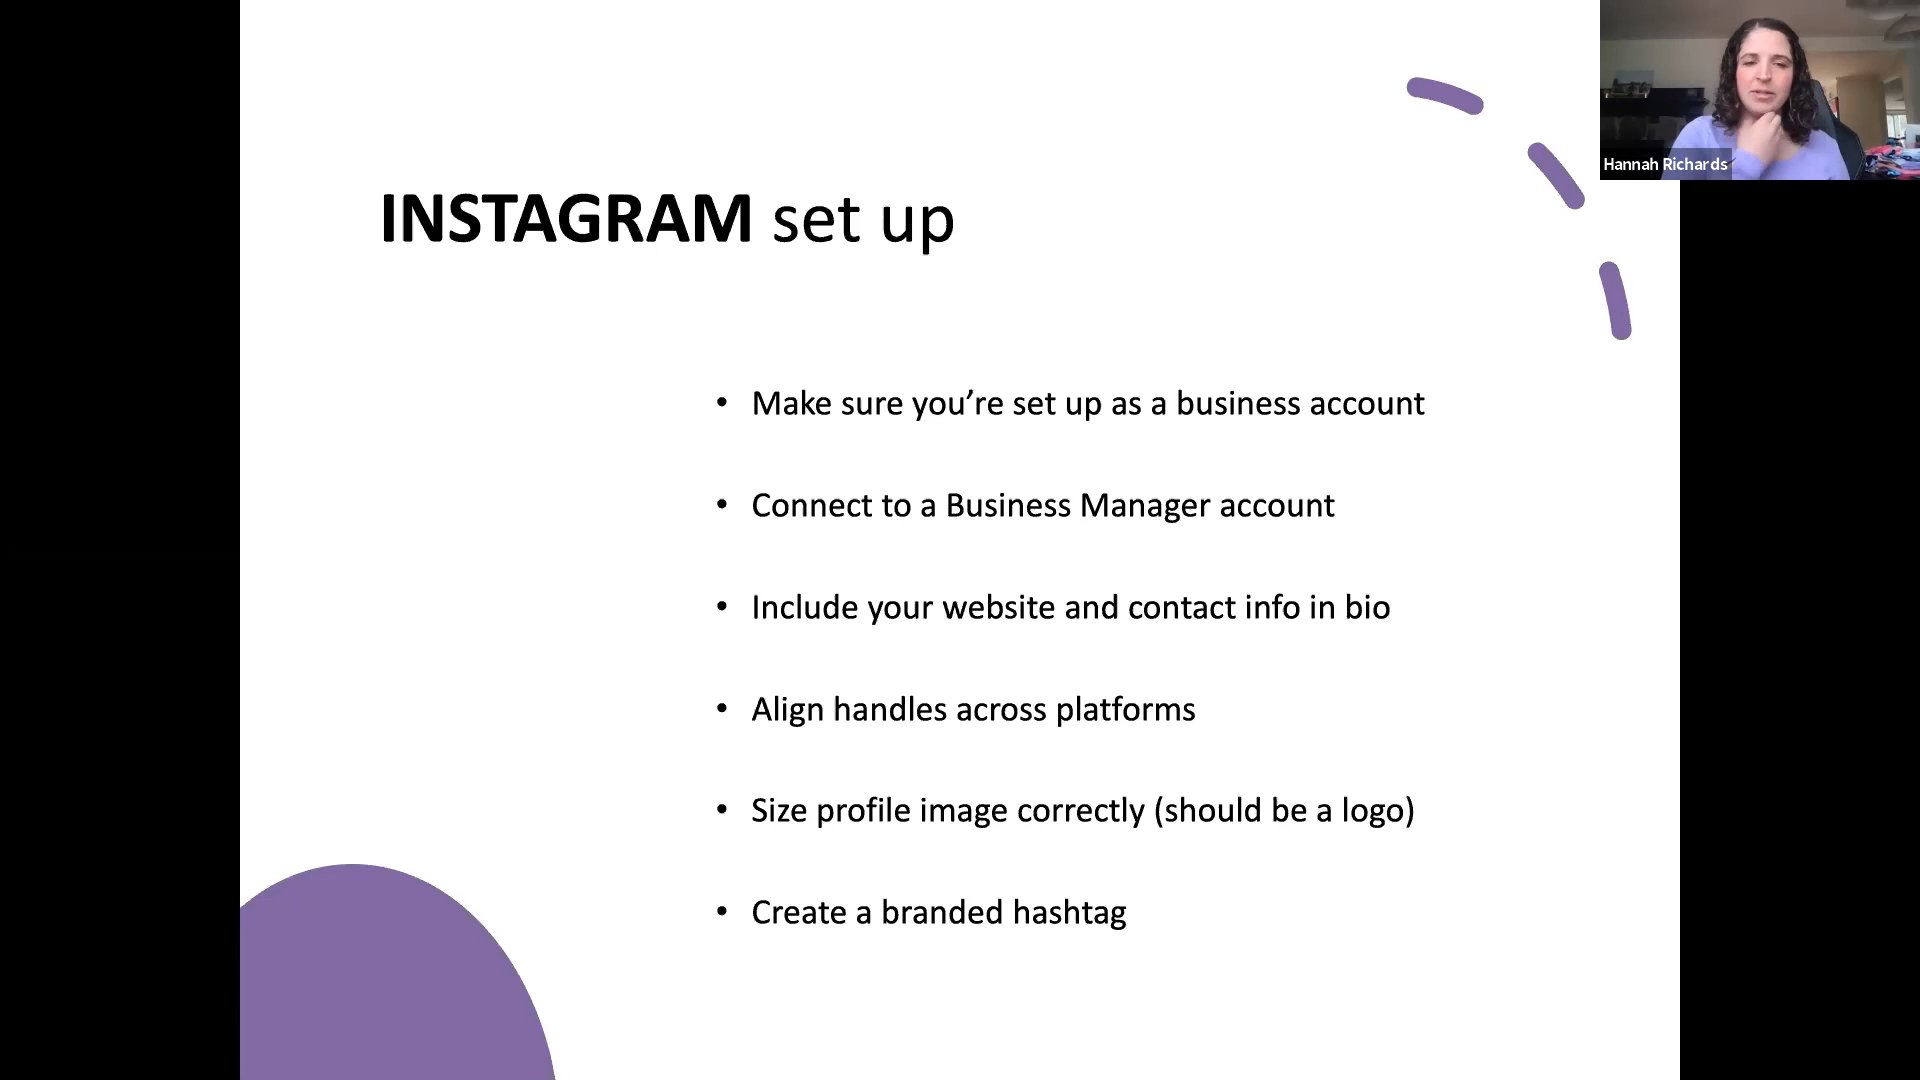 Hannah Richards
INSTAGRAM set up
• Make sure you’re set up as a business account
• Connect to a Business Manager account
• Include your website and contact info in bio
• Align handles across platforms
• Size profile image correctly (should be a logo)
• Create a branded hashtag